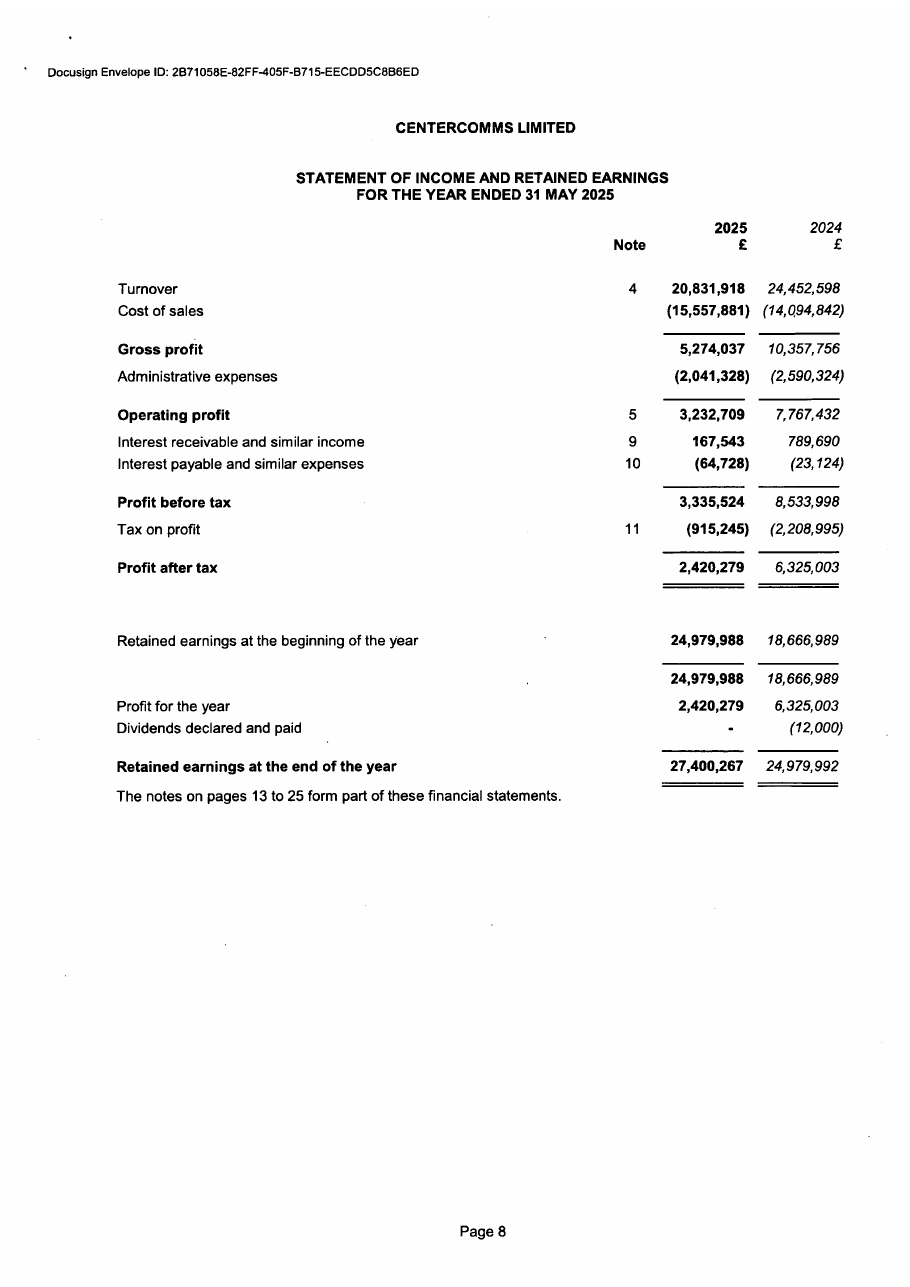 Docusign Envelope ID: 2B71058E-82FF-405F-B715-EECDD5C8B6ED
CENTERCOMMS LIMITED
STATEMENT OF INCOME AND RETAINED EARNINGS
FOR THE YEAR ENDED 31 MAY 2025
2025 2024
Note £ £
Turnover 4 20,831,918 24,452,598
Cost of sales (15,557,881) (14,094,842)
Gross profit 5,274,037 10,357,756
Administrative expenses (2,041,328) (2,590,324)
Operating profit 5 3,232,709 7,767,432
Interest receivable and similar income 9 167,543 789,690
Interest payable and similar expenses 10 (64,728) (23,124)
Profit before tax 3,335,524 8,533,998
Tax on profit 11 (915,245) (2,208,995)
Profit after tax 2,420,279 6,325,003
Retained earnings at the beginning of the year 24,979,988 18,666,989
24,979,988 18,666,989
Profit for the year 2,420,279 6,325,003
Dividends declared and paid - (12,000)
Retained earnings at the end of the year 27,400,267 24,979,992
The notes on pages 13 to 25 form part of these financial statements.
Page 8